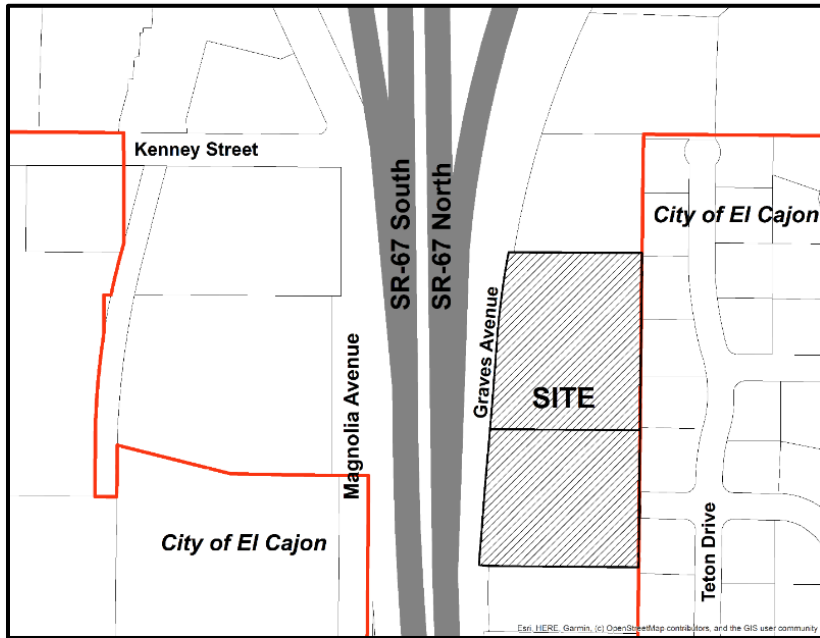 Kenney Street
City of El Cajon
SR-67 South
SR-67 North
Graves Avenue
SITE
Magnolia Avenue
City of El Cajon
Teton Drive
Esri, HERE, Garmin, (c) OpenStreetMap contributors, and the GIS user community